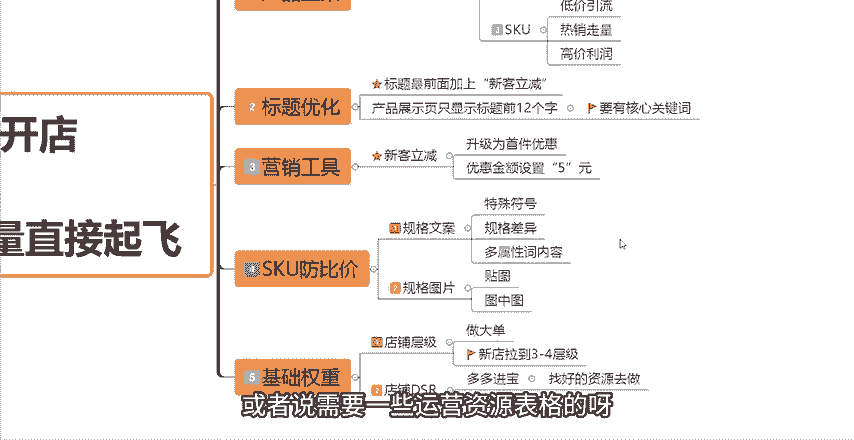 低价引流
1 SKU
热销走量
高价利润
开店
量直接起飞
2 标题优化
标题最前面加上“新客立减”
产品展示页只显示标题前12个字
要有核心关键词
3 营销工具
新客立减
升级为首件优惠
优惠金额设置“5”元
4 SKU防比价
1 规格文案
特殊符号
规格差异
多属性词内容
2 规格图片
贴图
图中图
5 基础权重
1 店铺层级
做大单
新店拉到3-4层级
2 店铺DSR
多多进宝
找好的资源去做
或者说需要一些运营资源表格的呀